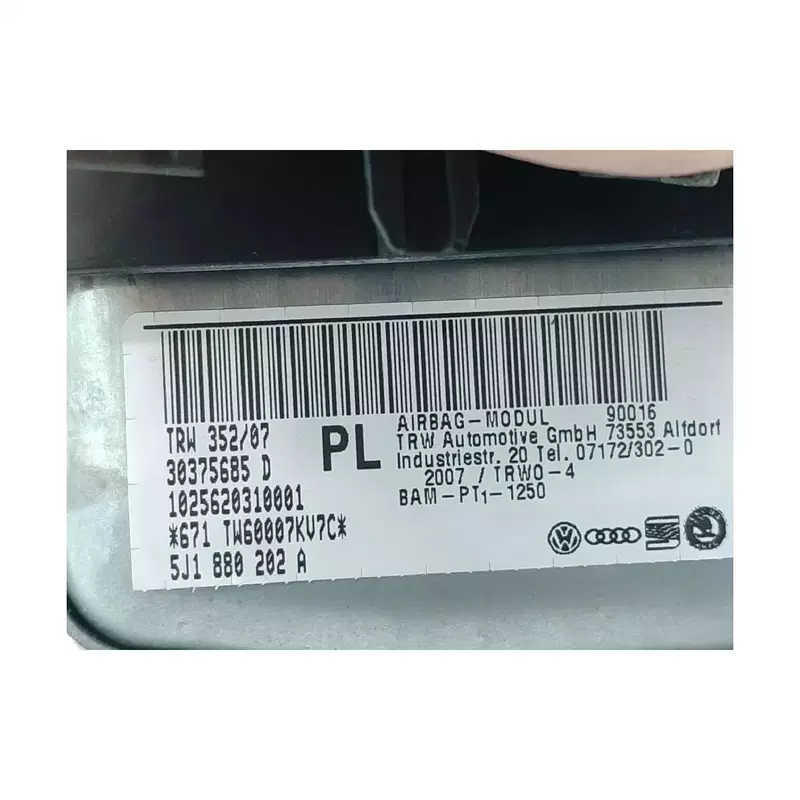 TRW 352/07
30375685 D
1025620310001
*671 TW60007KV7C*
5J1 880 202 A
PL
AIRBAG-MODUL 90016
TRW Automotive GmbH 73553 Alfdorf
Industriestr. 20 Tel. 07172/302-0
2007 / TRWO-4
BAM-PT1-1250